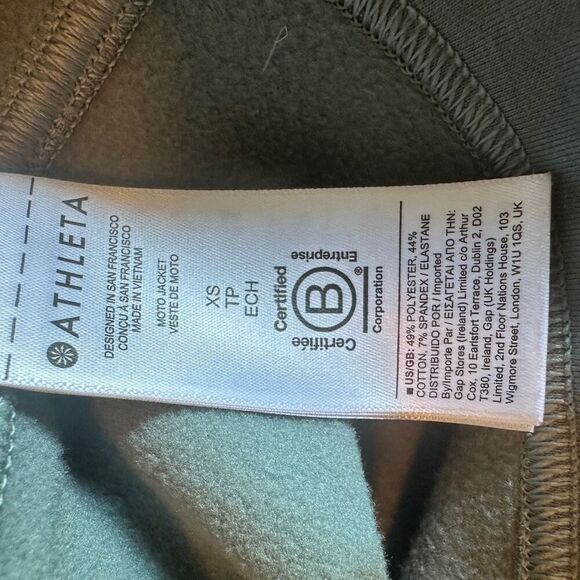 ATHLETA
DESIGNED IN SAN FRANCISCO
CONÇU À SAN FRANCISCO
MADE IN VIETNAM
MOTO JACKET
VESTE DE MOTO
XS
TP
ECH
Certified
Certifiée
B
Entreprise
Corporation
■ US/GB: 49% POLYESTER, 44%
COTTON, 7% SPANDEX / ELASTANE
DISTRIBUIDO POR / Imported
By/Importe Par/ ΕΙΣΑΓΕΤΑΙ ΑΠΟ ΤΗΝ:
Gap Stores (Ireland) Limited c/o Arthur
Cox, 10 Earlsfort Terrace, Dublin 2, D02
T380, Ireland, Gap (UK Holdings)
Limited, 2nd Floor Nations House, 103
Wigmore Street, London, W1U 1QS, UK